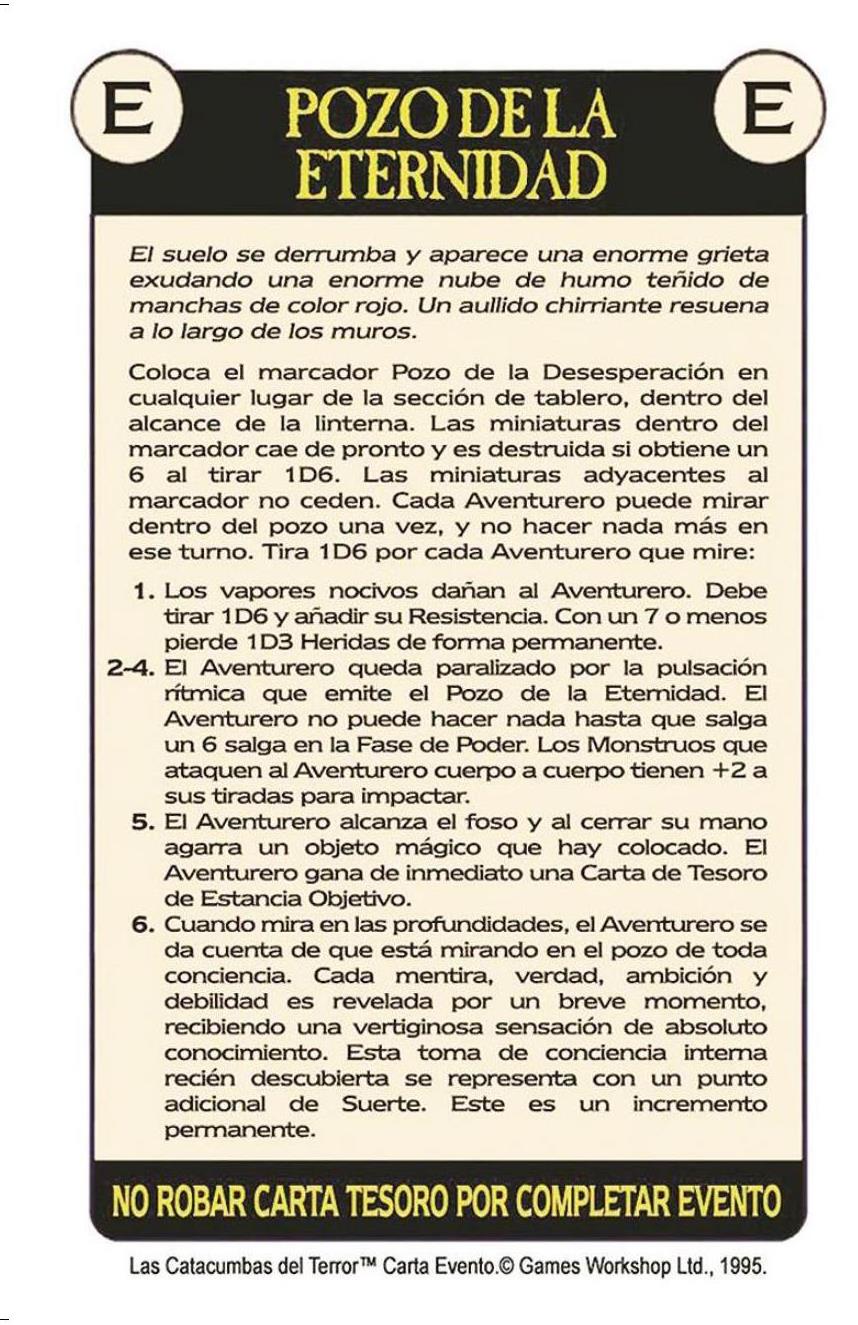 E
E
POZO DE LA
ETERNIDAD
El suelo se derrumba y aparece una enorme grieta
exudando una enorme nube de humo teñido de
manchas de color rojo. Un aullido chirriante resuena
a lo largo de los muros.
Coloca el marcador Pozo de la Desesperación en
cualquier lugar de la sección de tablero, dentro del
alcance de la linterna. Las miniaturas dentro del
marcador cae de pronto y es destruida si obtiene un
6 al tirar 1D6. Las miniaturas adyacentes al
marcador no ceden. Cada Aventurero puede mirar
dentro del pozo una vez, y no hacer nada más en
ese turno. Tira 1D6 por cada Aventurero que mire:
1. Los vapores nocivos dañan al Aventurero. Debe
tirar 1D6 y añadir su Resistencia. Con un 7 o menos
pierde 1D3 Heridas de forma permanente.
2-4. El Aventurero queda paralizado por la pulsación
rítmica que emite el Pozo de la Eternidad. El
Aventurero no puede hacer nada hasta que salga
un 6 salga en la Fase de Poder. Los Monstruos que
ataquen al Aventurero cuerpo a cuerpo tienen +2 a
sus tiradas para impactar.
5. El Aventurero alcanza el foso y al cerrar su mano
agarra un objeto mágico que hay colocado. El
Aventurero gana de inmediato una Carta de Tesoro
de Estancia Objetivo.
6. Cuando mira en las profundidades, el Aventurero se
da cuenta de que está mirando en el pozo de toda
conciencia. Cada mentira, verdad, ambición y
debilidad es revelada por un breve momento,
recibiendo una vertiginosa sensación de absoluto
conocimiento. Esta toma de conciencia interna
recién descubierta se representa con un punto
adicional de Suerte. Este es un incremento
permanente.
NO ROBAR CARTA TESORO POR COMPLETAR EVENTO
Las Catacumbas del Terror™ Carta Evento.© Games Workshop Ltd., 1995.